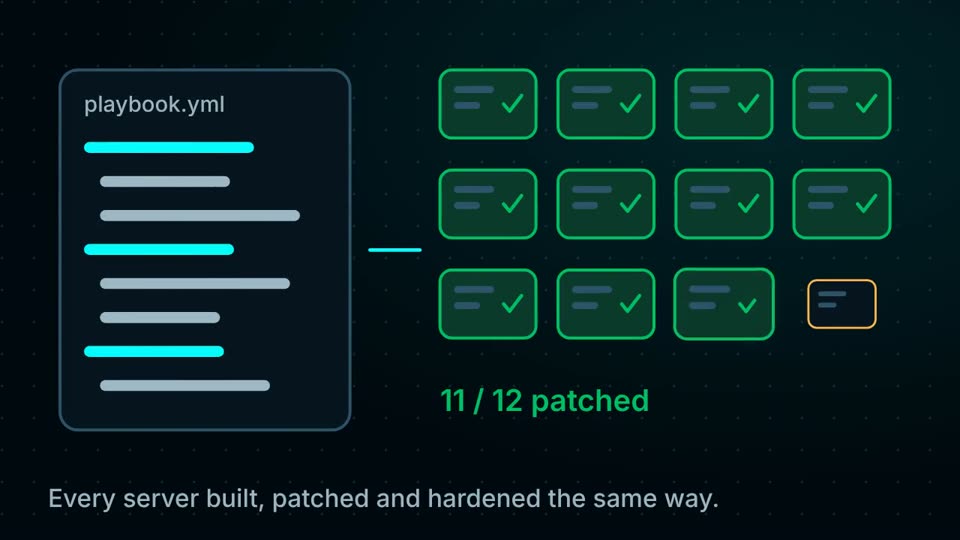 playbook.yml
11 / 12 patched
Every server built, patched and hardened the same way.